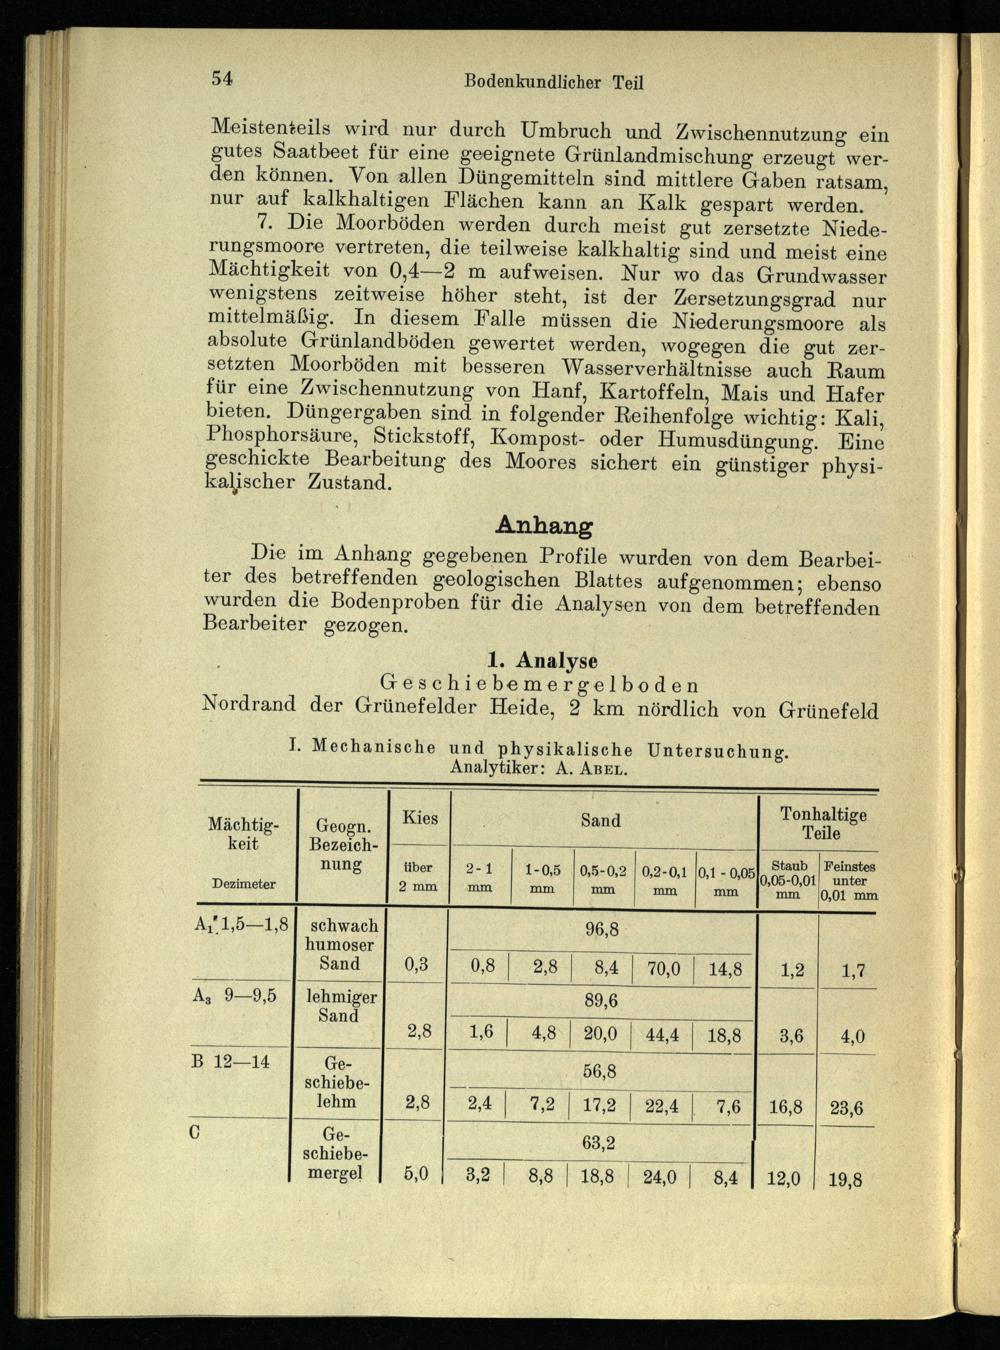 54
Bodenkundlicher Teil
Meistenteils wird nur durch Umbruch und Zwischennutzung ein
gutes Saatbeet für eine geeignete Grünlandmischung erzeugt wer-
den können. Von allen Düngemitteln sind mittlere Gaben ratsam,
nur auf kalkhaltigen Flächen kann an Kalk gespart werden.
7. Die Moorböden werden durch meist gut zersetzte Niede-
rungsmoore vertreten, die teilweise kalkhaltig sind und meist eine
Mächtigkeit von 0,4—2 m aufweisen. Nur wo das Grundwasser
wenigstens zeitweise höher steht, ist der Zersetzungsgrad nur
mittelmäßig. In diesem Falle müssen die Niederungsmoore als
absolute Grünlandböden gewertet werden, wogegen die gut zer-
setzten Moorböden mit besseren Wasserverhältnisse auch Raum
für eine Zwischennutzung von Hanf, Kartoffeln, Mais und Hafer
bieten. Düngergaben sind in folgender Reihenfolge wichtig: Kali,
Phosphorsäure, Stickstoff, Kompost- oder Humusdüngung. Eine
geschickte Bearbeitung des Moores sichert ein günstiger physi-
kalischer Zustand.
Anhang
Die im Anhang gegebenen Profile wurden von dem Bearbei-
ter des betreffenden geologischen Blattes aufgenommen; ebenso
wurden die Bodenproben für die Analysen von dem betreffenden
Bearbeiter gezogen.
1. Analyse
Geschiebemergelboden
Nordrand der Grünefelder Heide, 2 km nördlich von Grünefeld
I. Mechanische und physikalische Untersuchung.
Analytiker: A. ABEL.
Mächtig-
keit
Dezimeter
Geogn.
Bezeich-
nung
Kies
über
2 mm
Sand
2-1
mm
1-0,5
mm
0,5-0,2
mm
0,2-0,1
mm
0,1 - 0,05
mm
Tonhaltige
Teile
Staub
0,05-0,01
mm
Feinstes
unter
0,01 mm
A₁ 1,5—1,8
schwach
humoser
Sand
0,3
96,8
0,8 2,8 8,4 70,0 14,8
1,2
1,7
A₃ 9—9,5
lehmiger
Sand
2,8
89,6
1,6 4,8 20,0 44,4 18,8
3,6
4,0
B 12—14
Ge-
schiebe-
lehm
2,8
56,8
2,4 7,2 17,2 22,4 7,6
16,8
23,6
C
Ge-
schiebe-
mergel
5,0
63,2
3,2 8,8 18,8 24,0 8,4
12,0
19,8